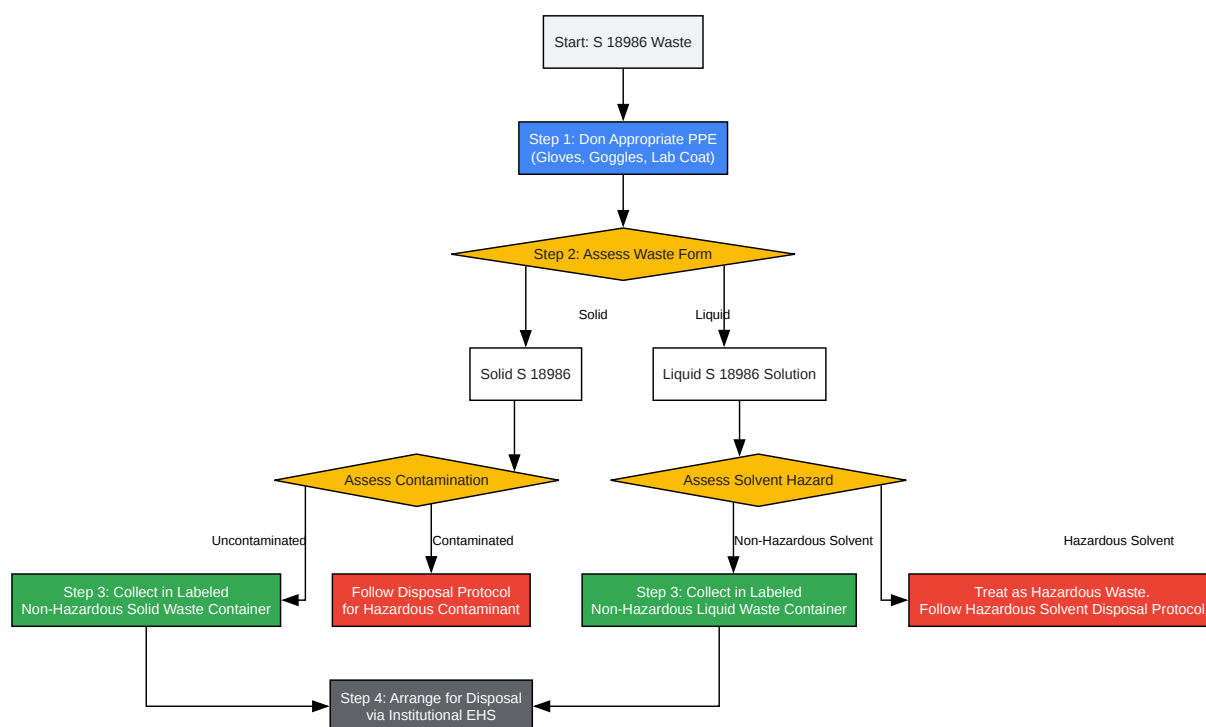 Start: S 18986 Waste
Step 1: Don Appropriate PPE
(Gloves, Goggles, Lab Coat)
Step 2: Assess Waste Form
Solid
Liquid
Solid S 18986
Liquid S 18986 Solution
Assess Contamination
Assess Solvent Hazard
Uncontaminated
Contaminated
Non-Hazardous Solvent
Hazardous Solvent
Step 3: Collect in Labeled
Non-Hazardous Solid Waste Container
Follow Disposal Protocol
for Hazardous Contaminant
Step 3: Collect in Labeled
Non-Hazardous Liquid Waste Container
Treat as Hazardous Waste.
Follow Hazardous Solvent Disposal Protocol
Step 4: Arrange for Disposal
via Institutional EHS